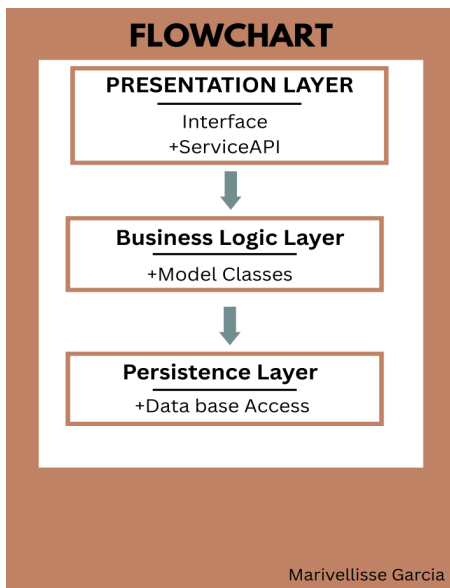 FLOWCHART
PRESENTATION LAYER
Interface
+ServiceAPI
Business Logic Layer
+Model Classes
Persistence Layer
+Data base Access
Marivellisse Garcia